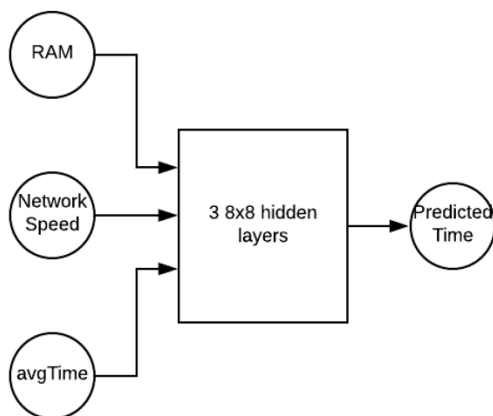 RAM
Network
Speed
avgTime
3 8x8 hidden
layers
Predicted
Time